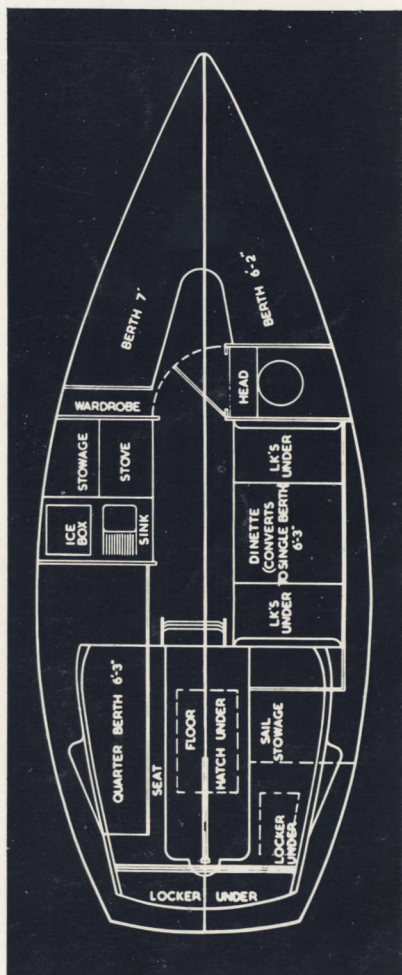 BERTH 7'
BERTH 6'-2"
WARDROBE
HEAD
STOWAGE
STOVE
LK'S
UNDER
ICE
BOX
SINK
DINETTE
(CONVERTS
TO SINGLE BERTH
6'-3"
LK'S
UNDER
QUARTER BERTH 6'-3"
SEAT
FLOOR
HATCH UNDER
SAIL
STOWAGE
LOCKER
UNDER
LOCKER UNDER